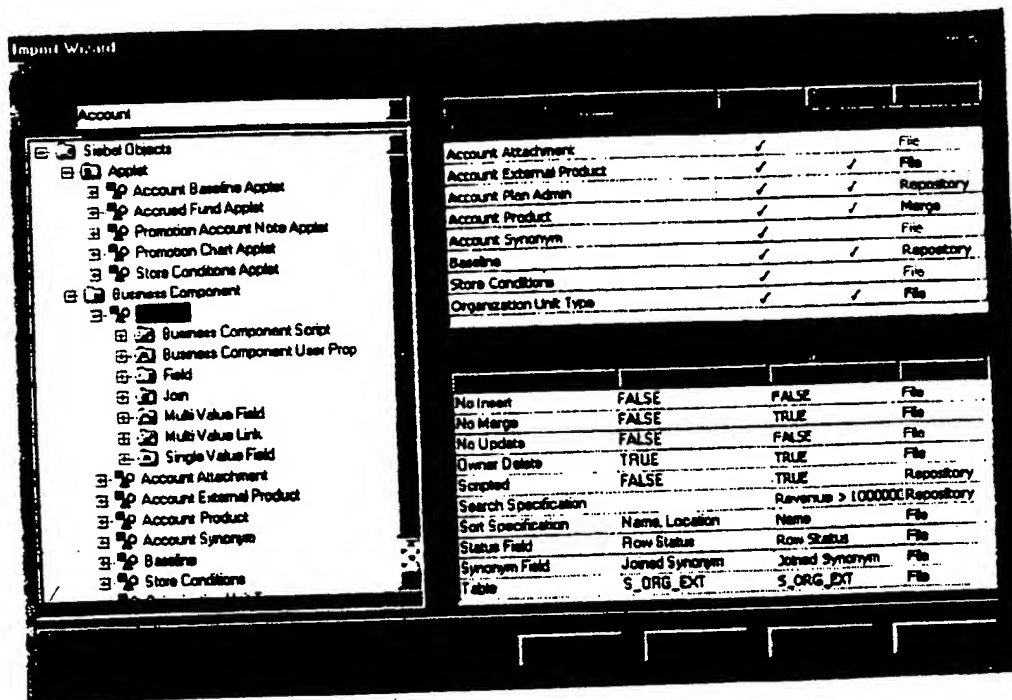 Import Wizard
Account
Siebel Objects
Applet
Account Baseline Applet
Accrued Fund Applet
Promotion Account Note Applet
Promotion Chart Applet
Store Conditions Applet
Business Component
Business Component Script
Business Component User Prop
Field
Join
Multi Value Field
Multi Value Link
Single Value Field
Account Attachment
Account External Product
Account Product
Account Synonym
Baseline
Store Conditions
Account Attachment ✓ File
Account External Product ✓ ✓ File
Account Plan Admin ✓ ✓ Repository
Account Product ✓ ✓ Merge
Account Synonym ✓ File
Baseline ✓ ✓ Repository
Store Conditions ✓ File
Organization Unit Type ✓ ✓ File
No Insert FALSE FALSE File
No Merge FALSE TRUE File
No Update FALSE FALSE File
Owner Delete TRUE TRUE File
Scripted FALSE TRUE Repository
Search Specification Revenue > 1000000 Repository
Sort Specification Name, Location Name File
Status Field Row Status Row Status File
Synonym Field Joined Synonym Joined Synonym File
Table S_ORG_EXT S_ORG_EXT File